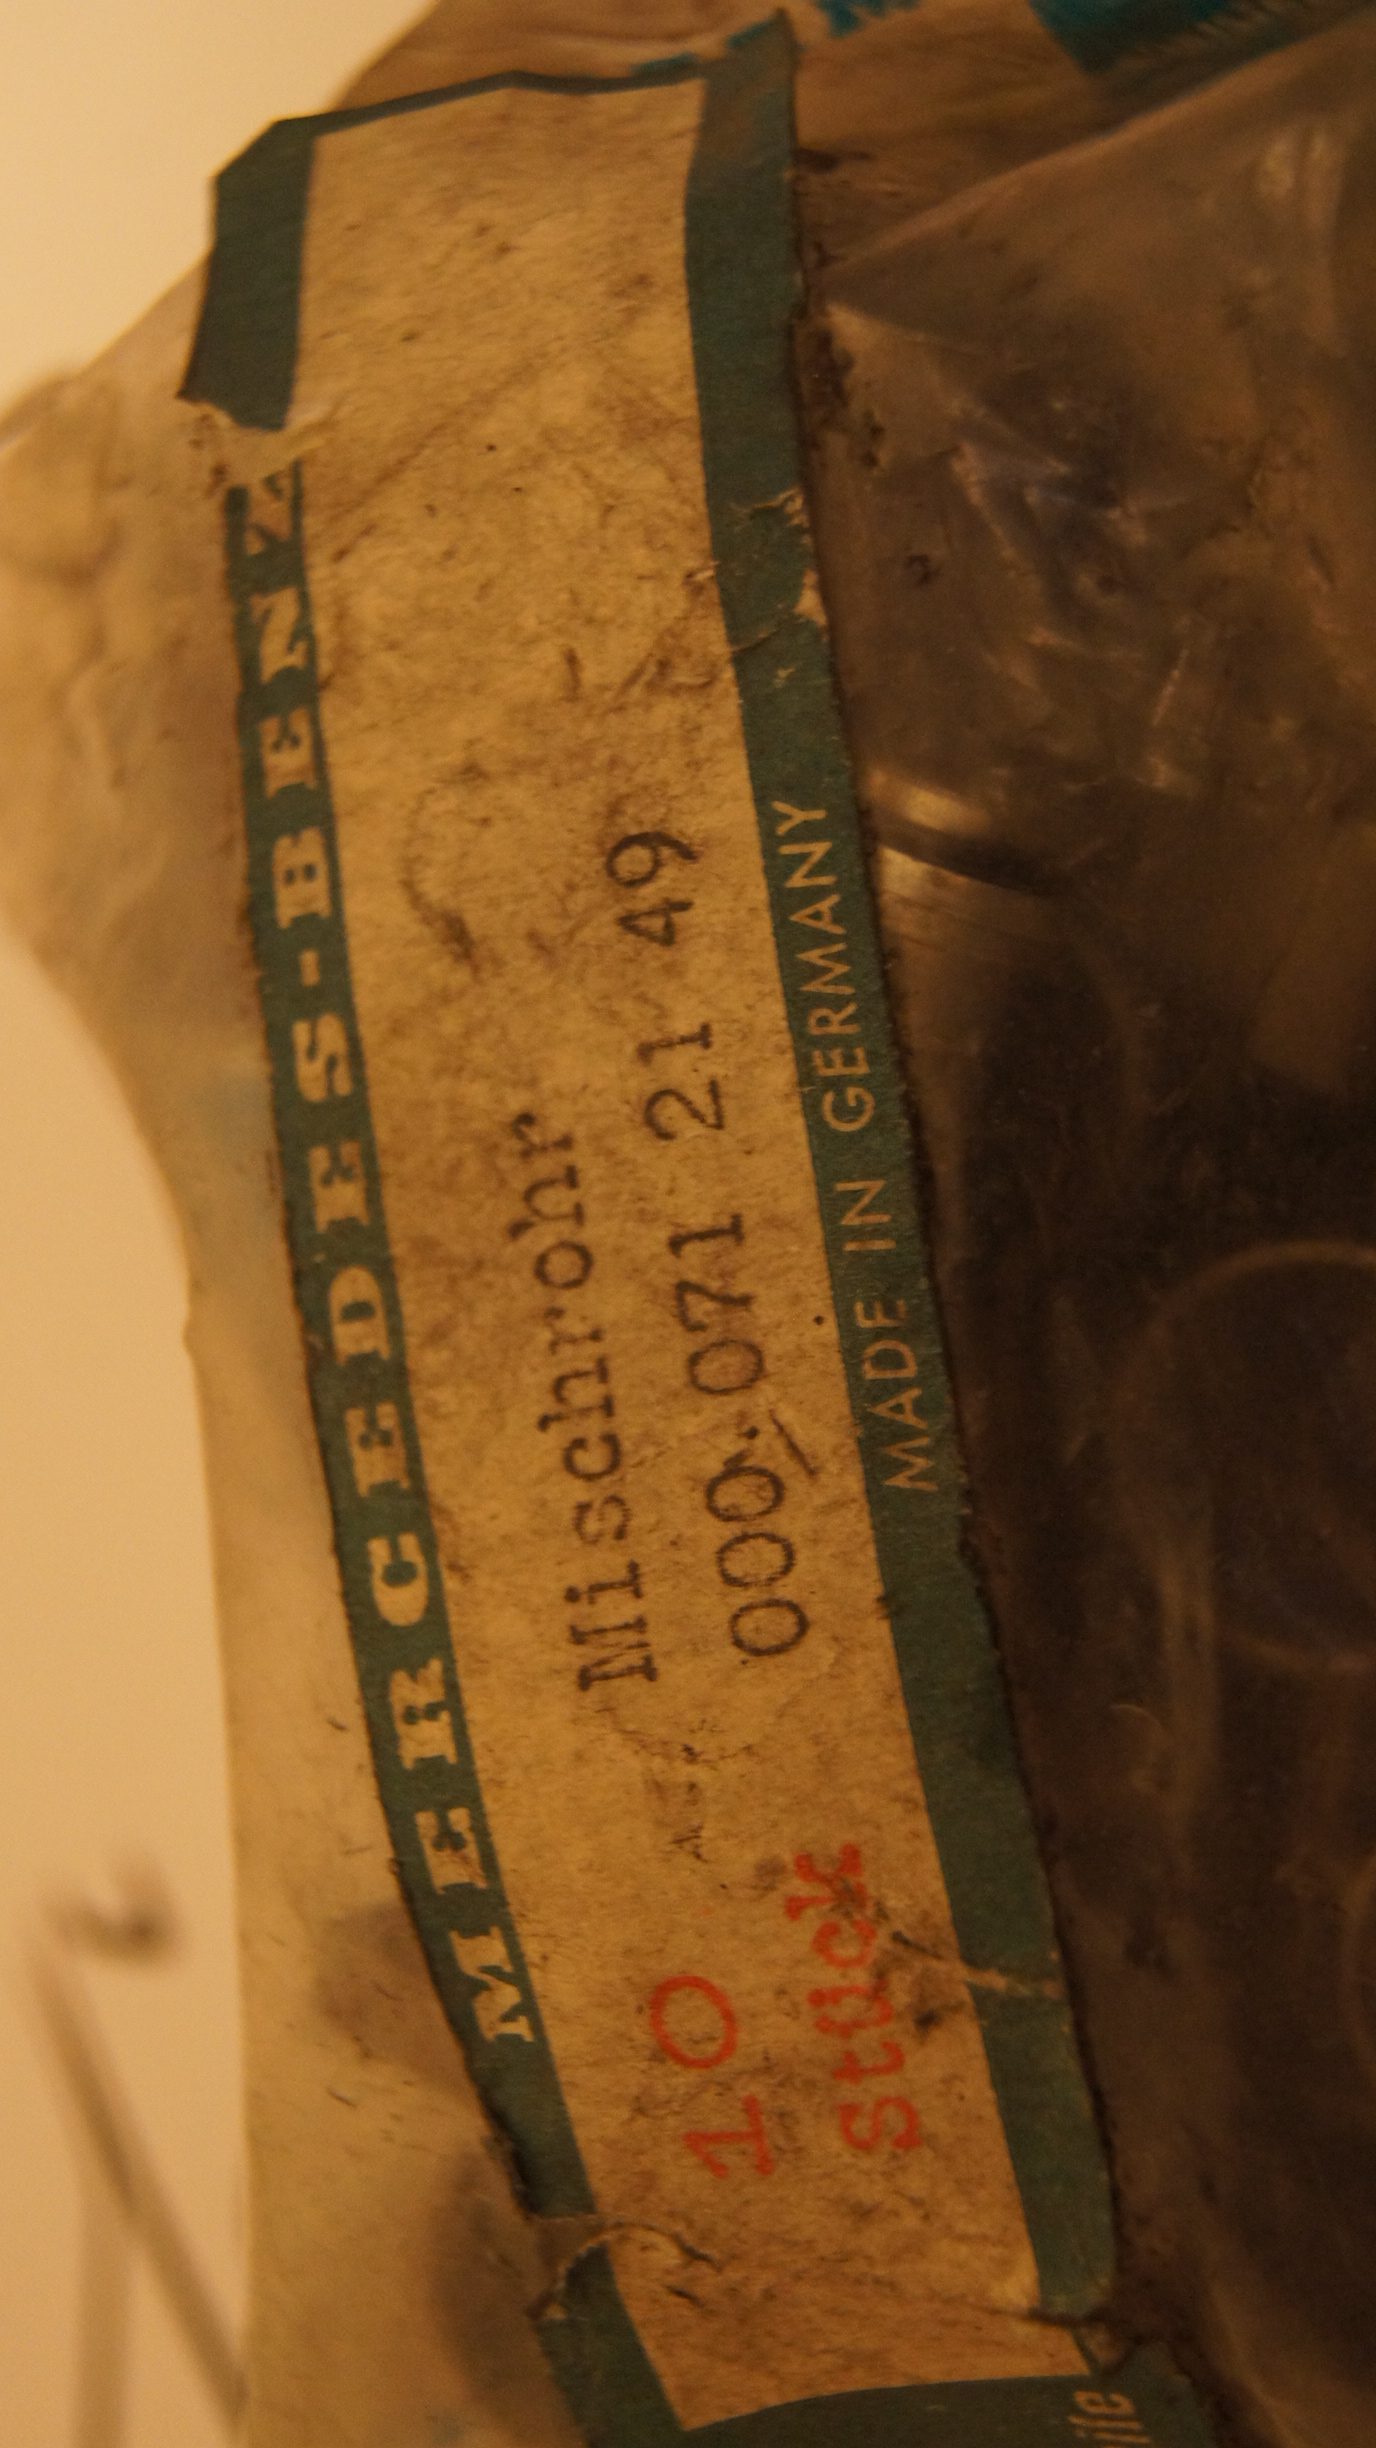 MERCEDES-BENZ
Mischrohr
000.071 21 49
10
Stück
MADE IN GERMANY